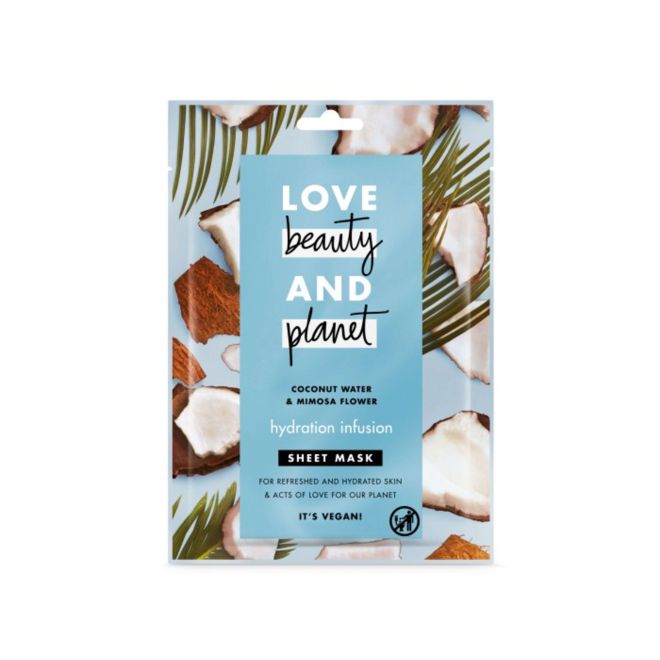 LOVE
beauty
AND
planet
COCONUT WATER
& MIMOSA FLOWER
hydration infusion
SHEET MASK
FOR REFRESHED AND HYDRATED SKIN
& ACTS OF LOVE FOR OUR PLANET
IT'S VEGAN!